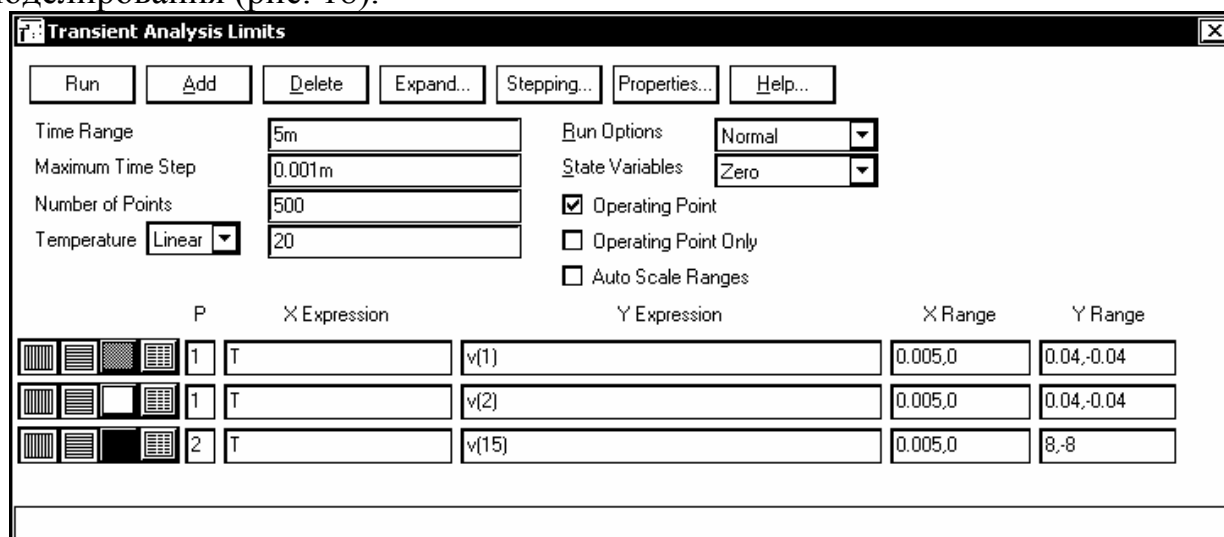 моделирования (рис. 18).
Transient Analysis Limits
Run Add Delete Expand... Stepping... Properties... Help...
Time Range 5m Run Options Normal
Maximum Time Step 0.001m State Variables Zero
Number of Points 500 Operating Point
Temperature Linear 20 Operating Point Only
Auto Scale Ranges
P X Expression Y Expression X Range Y Range
1 T v(1) 0.005,0 0.04,-0.04
1 T v(2) 0.005,0 0.04,-0.04
2 T v(15) 0.005,0 8,-8